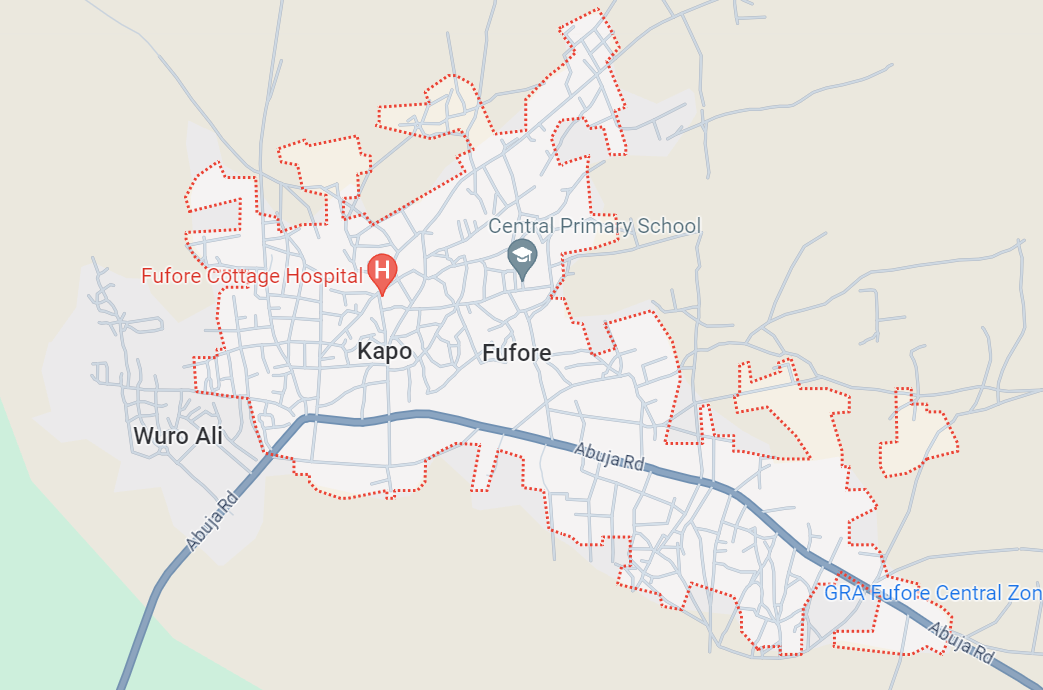 Central Primary School
Fufore Cottage Hospital
H
Kapo
Fufore
Wuro Ali
Abuja Rd
Abuja Rd
GRA Fufore Central Zon
Abuja Rd